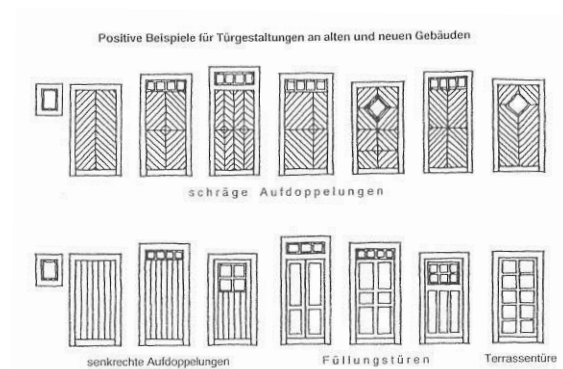 Positive Beispiele für Türgestaltungen an alten und neuen Gebäuden
schräge Aufdoppelungen
senkrechte Aufdoppelungen
Füllungstüren
Terrassentüre